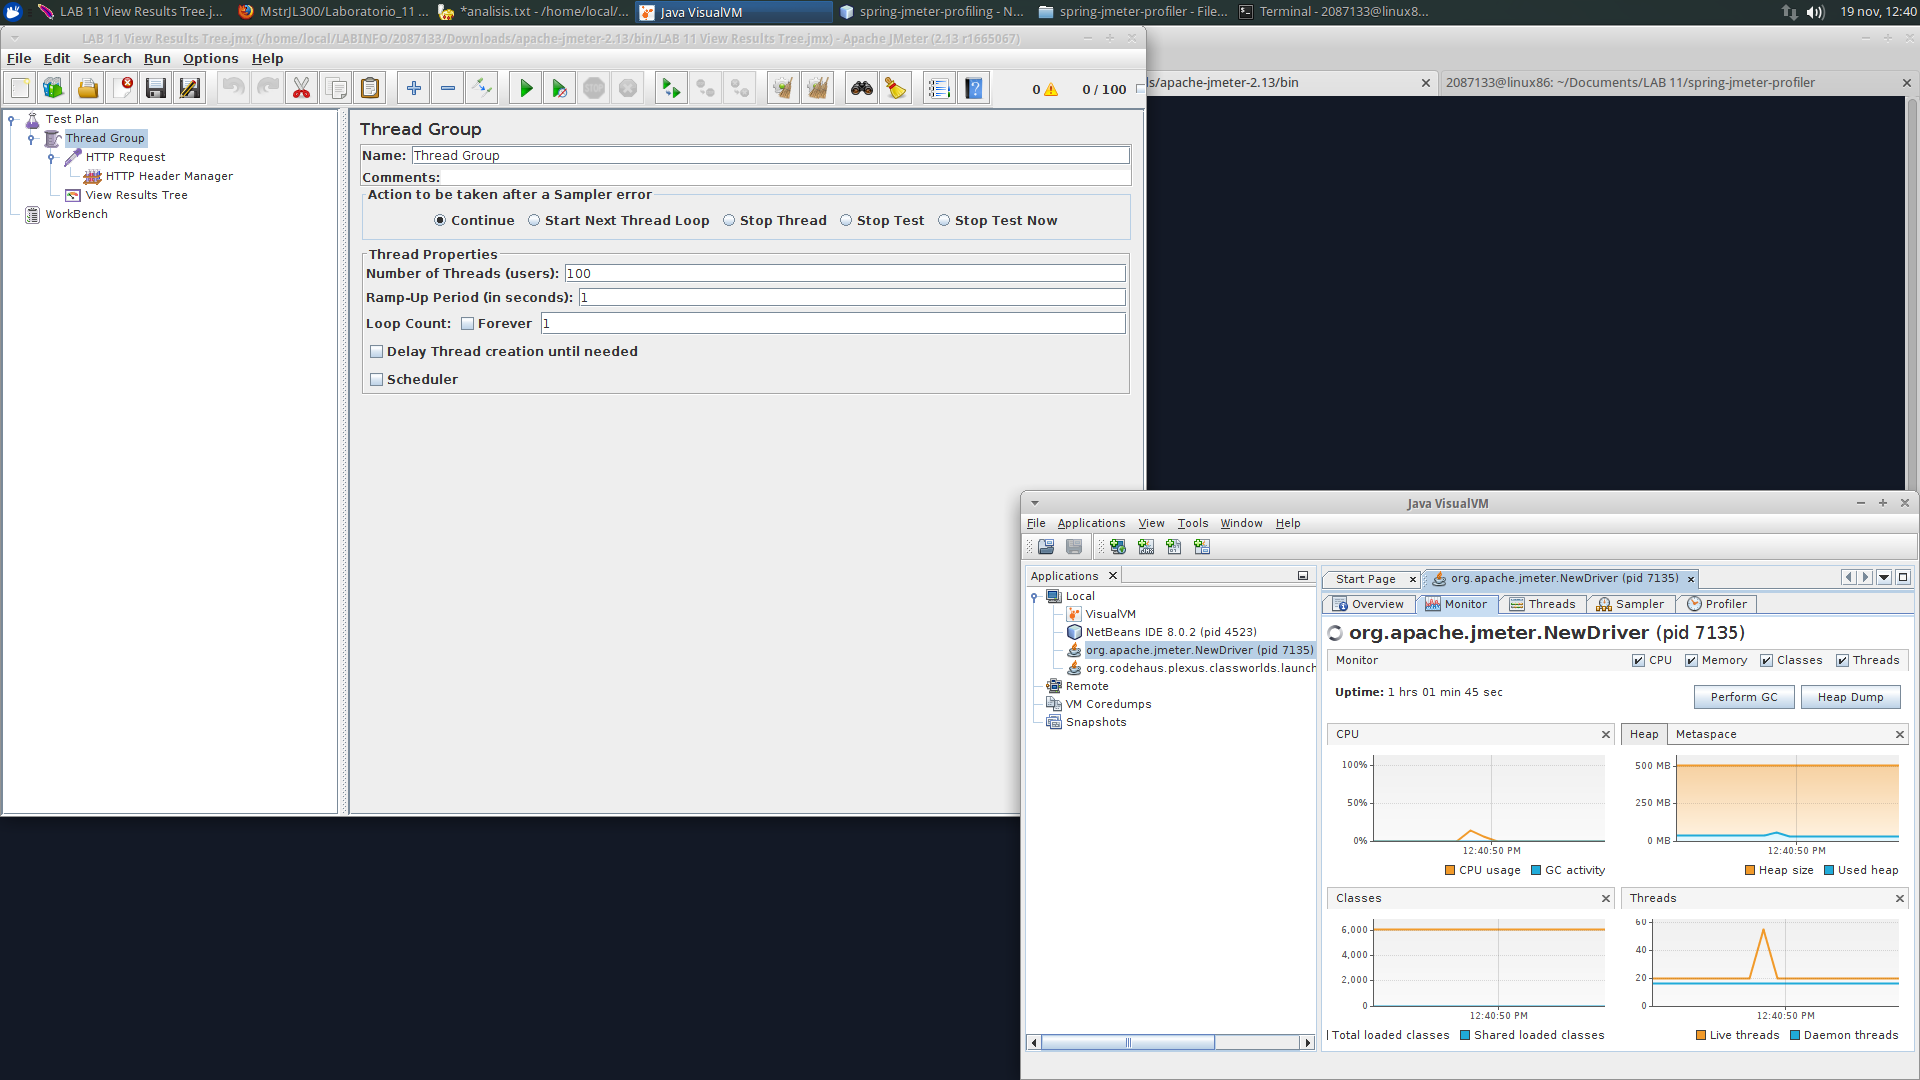 LAB 11 View Results Tree.j...
MstrJL300/Laboratorio_11 ...
*analisis.txt - /home/local/...
Java VisualVM
spring-jmeter-profiling - N...
spring-jmeter-profiler - File...
Terminal - 2087133@linux8...
19 nov, 12:40
LAB 11 View Results Tree.jmx (/home/local/LABINFO/2087133/Downloads/apache-jmeter-2.13/bin/LAB 11 View Results Tree.jmx) - Apache JMeter (2.13 r1665067)
File Edit Search Run Options Help
STOP
0
0 / 100
s/apache-jmeter-2.13/bin
2087133@linux86: ~/Documents/LAB 11/spring-jmeter-profiler
Test Plan
Thread Group
HTTP Request
HTTP Header Manager
View Results Tree
WorkBench
Thread Group
Name: Thread Group
Comments:
Action to be taken after a Sampler error
Continue Start Next Thread Loop Stop Thread Stop Test Stop Test Now
Thread Properties
Number of Threads (users): 100
Ramp-Up Period (in seconds): 1
Loop Count: Forever 1
Delay Thread creation until needed
Scheduler
Java VisualVM
File Applications View Tools Window Help
Applications
Local
VisualVM
NetBeans IDE 8.0.2 (pid 4523)
org.apache.jmeter.NewDriver (pid 7135)
org.codehaus.plexus.classworlds.launch
Remote
VM Coredumps
Snapshots
Start Page
org.apache.jmeter.NewDriver (pid 7135)
Overview Monitor Threads Sampler Profiler
org.apache.jmeter.NewDriver (pid 7135)
Monitor
CPU Memory Classes Threads
Uptime: 1 hrs 01 min 45 sec
Perform GC Heap Dump
CPU
100%
50%
0%
12:40:50 PM
CPU usage GC activity
Heap Metaspace
500 MB
250 MB
0 MB
12:40:50 PM
Heap size Used heap
Classes
6,000
4,000
2,000
0
12:40:50 PM
Total loaded classes Shared loaded classes
Threads
60
40
20
0
12:40:50 PM
Live threads Daemon threads